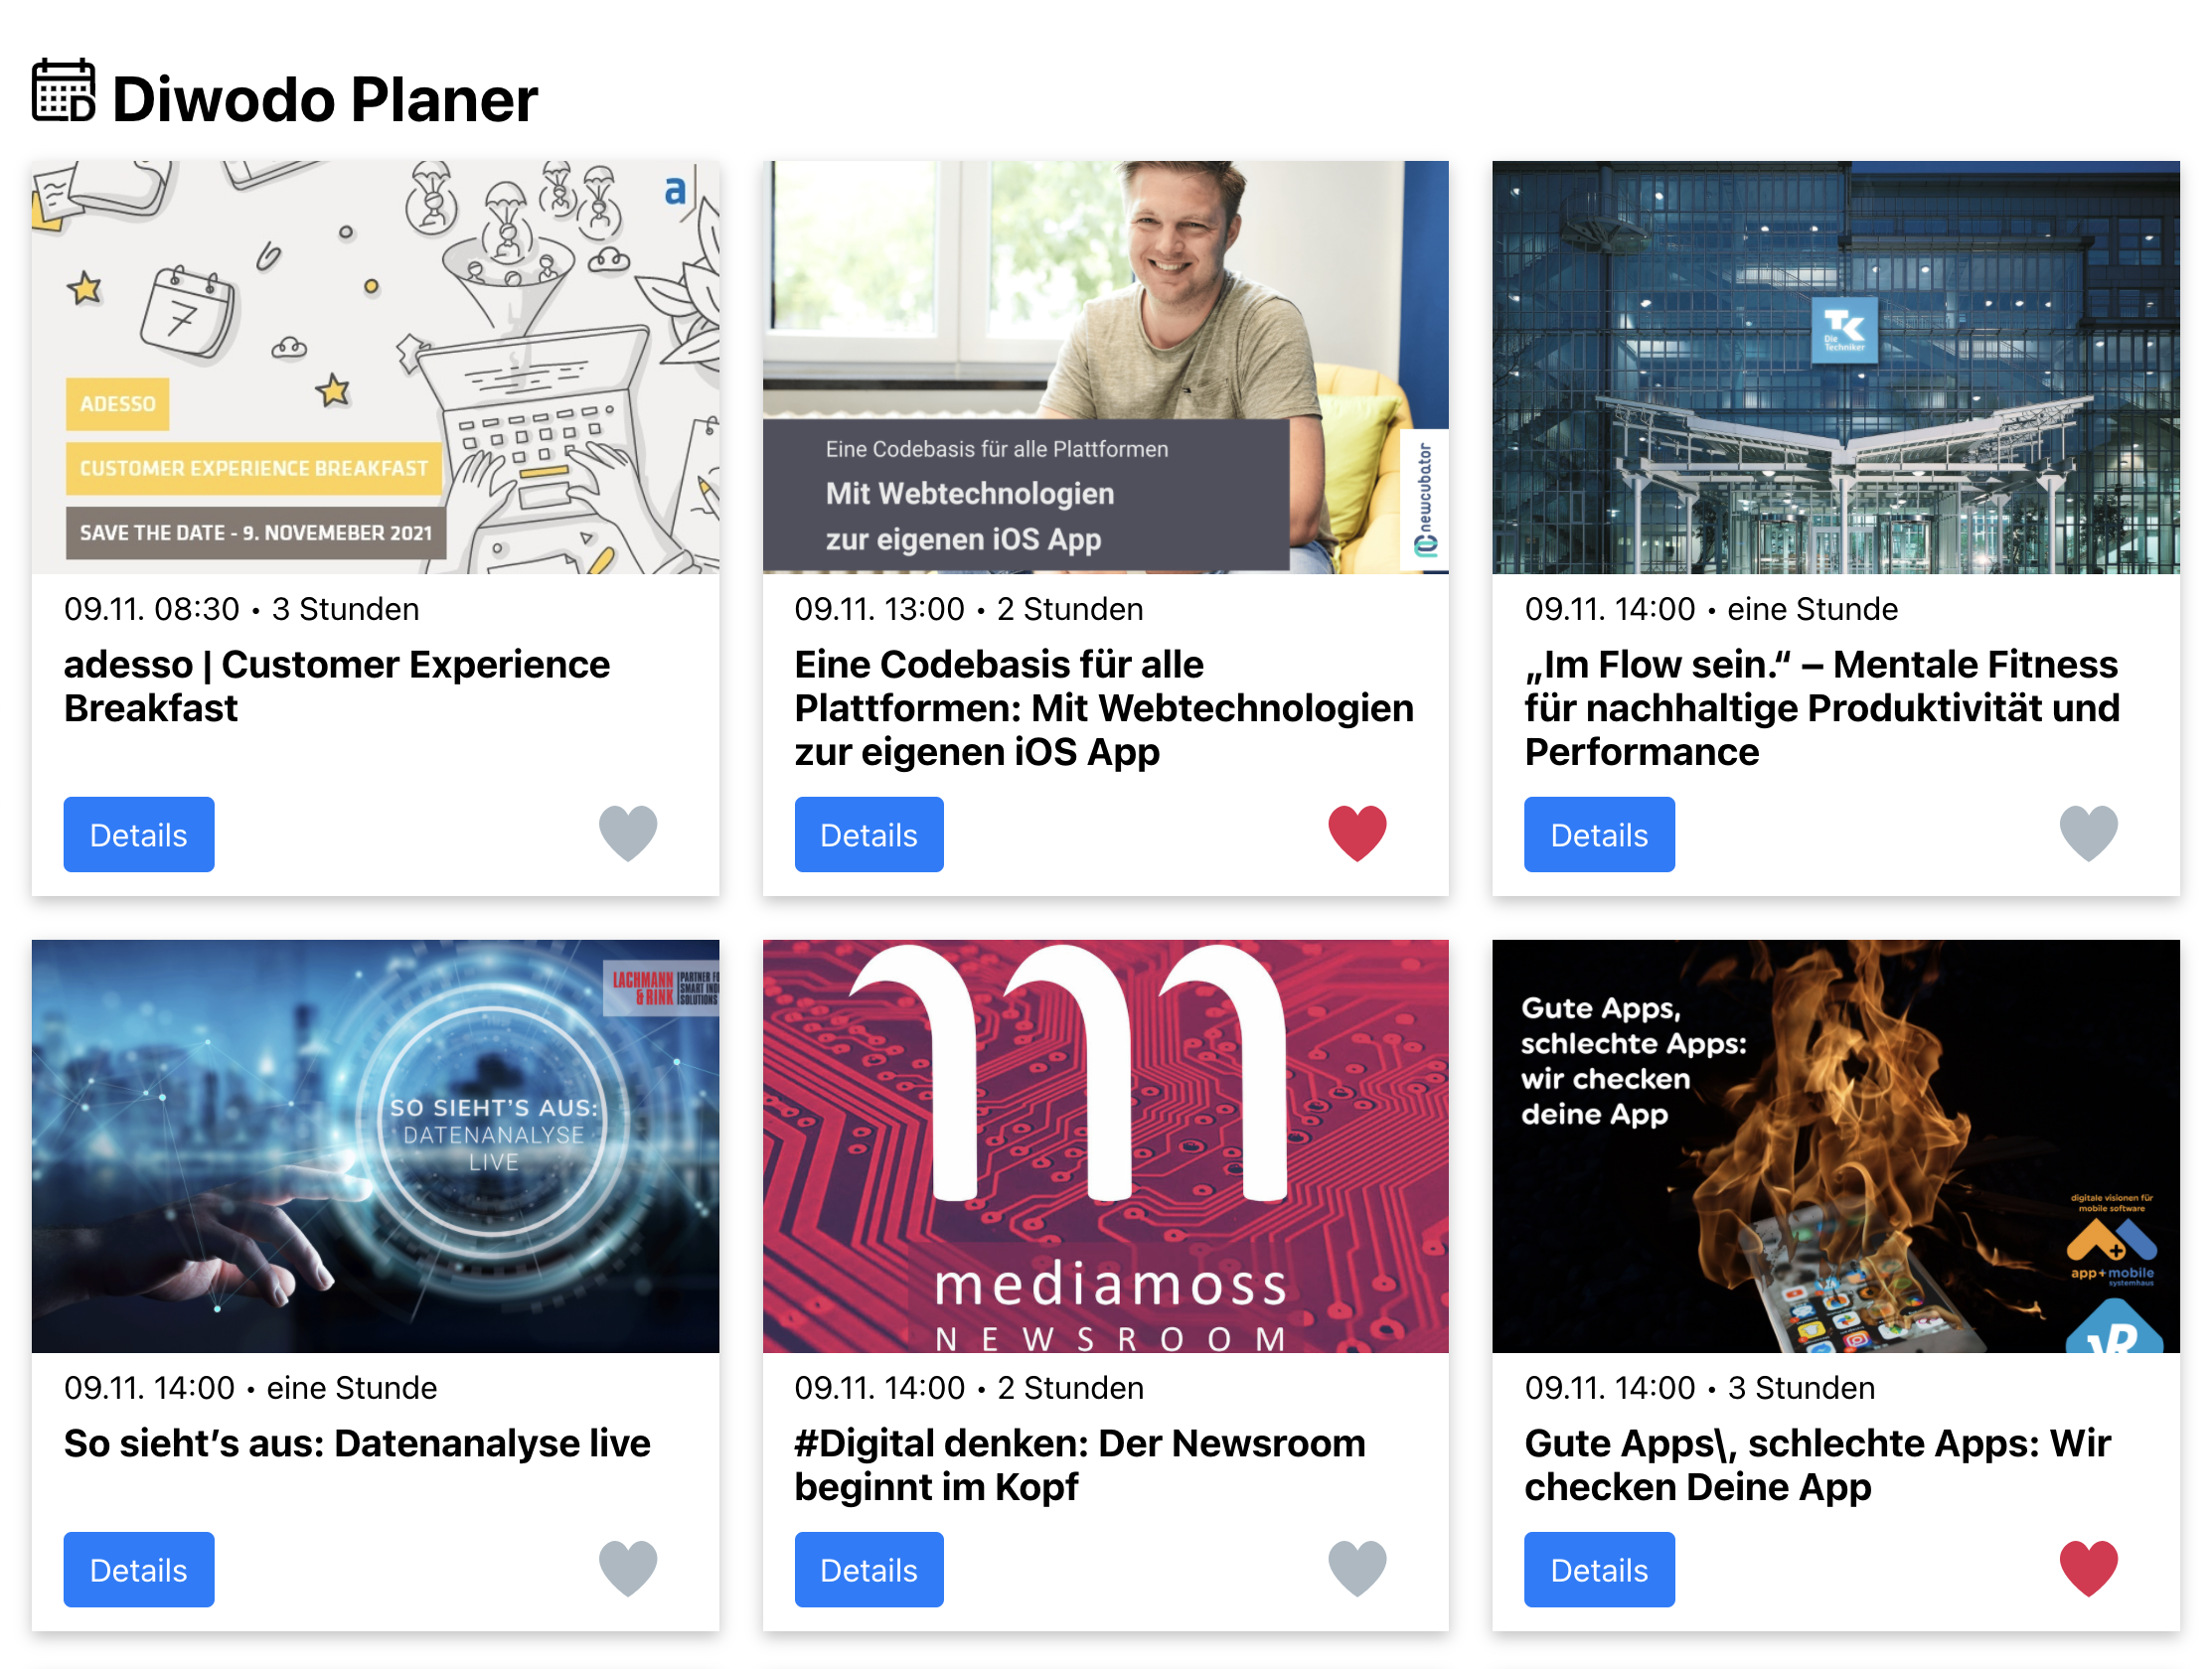 Diwodo Planer
a
7
ADESSO
CUSTOMER EXPERIENCE BREAKFAST
SAVE THE DATE - 9. NOVEMEBER 2021
09.11. 08:30 • 3 Stunden
adesso | Customer Experience
Breakfast
Details
Eine Codebasis für alle Plattformen
Mit Webtechnologien
zur eigenen iOS App
newcubator
09.11. 13:00 • 2 Stunden
Eine Codebasis für alle
Plattformen: Mit Webtechnologien
zur eigenen iOS App
Details
TK
Die
Techniker
09.11. 14:00 • eine Stunde
„Im Flow sein.“ – Mentale Fitness
für nachhaltige Produktivität und
Performance
Details
LACHMANN
& RINK
PARTNER FO
SMART IND
SOLUTIONS
SO SIEHT'S AUS:
DATENANALYSE
LIVE
09.11. 14:00 • eine Stunde
So sieht’s aus: Datenanalyse live
Details
m
mediamoss
NEWSROOM
09.11. 14:00 • 2 Stunden
#Digital denken: Der Newsroom
beginnt im Kopf
Details
Gute Apps,
schlechte Apps:
wir checken
deine App
digitale visionen für
mobile software
app+mobile
systemhaus
VR
09.11. 14:00 • 3 Stunden
Gute Apps\, schlechte Apps: Wir
checken Deine App
Details